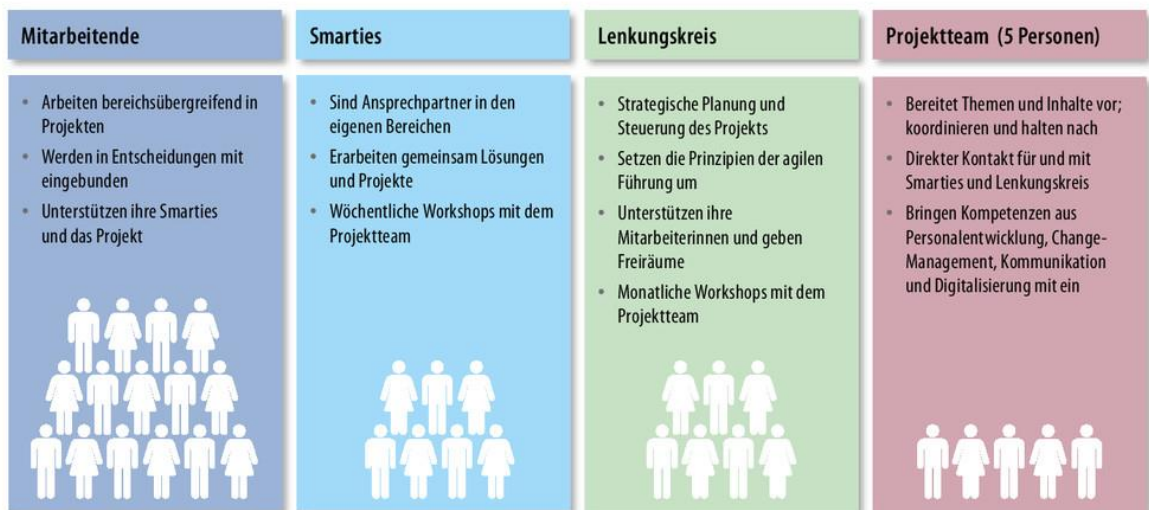 Mitarbeitende
• Arbeiten bereichsübergreifend in
Projekten
• Werden in Entscheidungen mit
eingebunden
• Unterstützen ihre Smarties
und das Projekt
Smarties
• Sind Ansprechpartner in den
eigenen Bereichen
• Erarbeiten gemeinsam Lösungen
und Projekte
• Wöchentliche Workshops mit dem
Projektteam
Lenkungskreis
• Strategische Planung und
Steuerung des Projekts
• Setzen die Prinzipien der agilen
Führung um
• Unterstützen ihre
Mitarbeiterinnen und geben
Freiräume
• Monatliche Workshops mit dem
Projektteam
Projektteam (5 Personen)
• Bereitet Themen und Inhalte vor;
koordinieren und halten nach
• Direkter Kontakt für und mit
Smarties und Lenkungskreis
• Bringen Kompetenzen aus
Personalentwicklung, Change-
Management, Kommunikation
und Digitalisierung mit ein